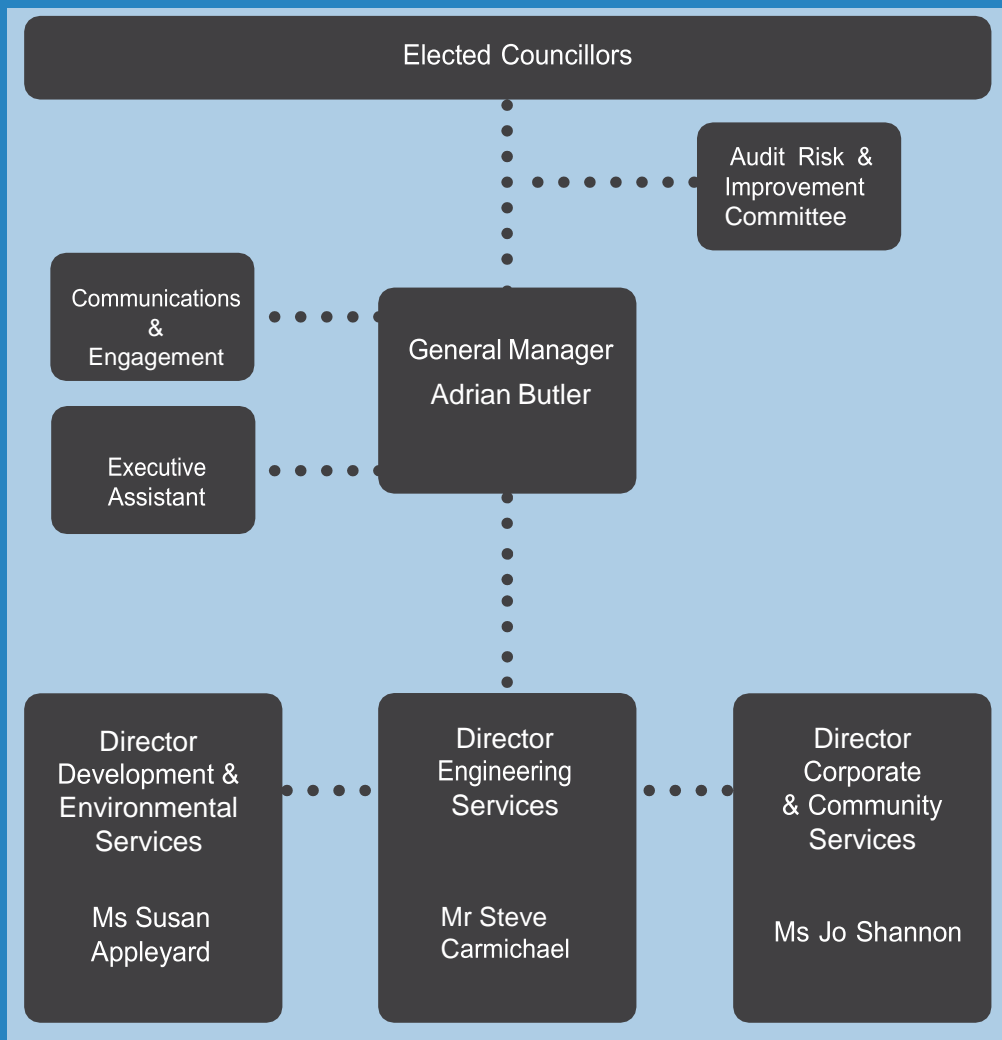 Elected Councillors
Audit Risk &
Improvement
Committee
Communications
&
Engagement
General Manager
Adrian Butler
Executive
Assistant
Director
Development &
Environmental
Services
Ms Susan
Appleyard
Director
Engineering
Services
Mr Steve
Carmichael
Director
Corporate
& Community
Services
Ms Jo Shannon